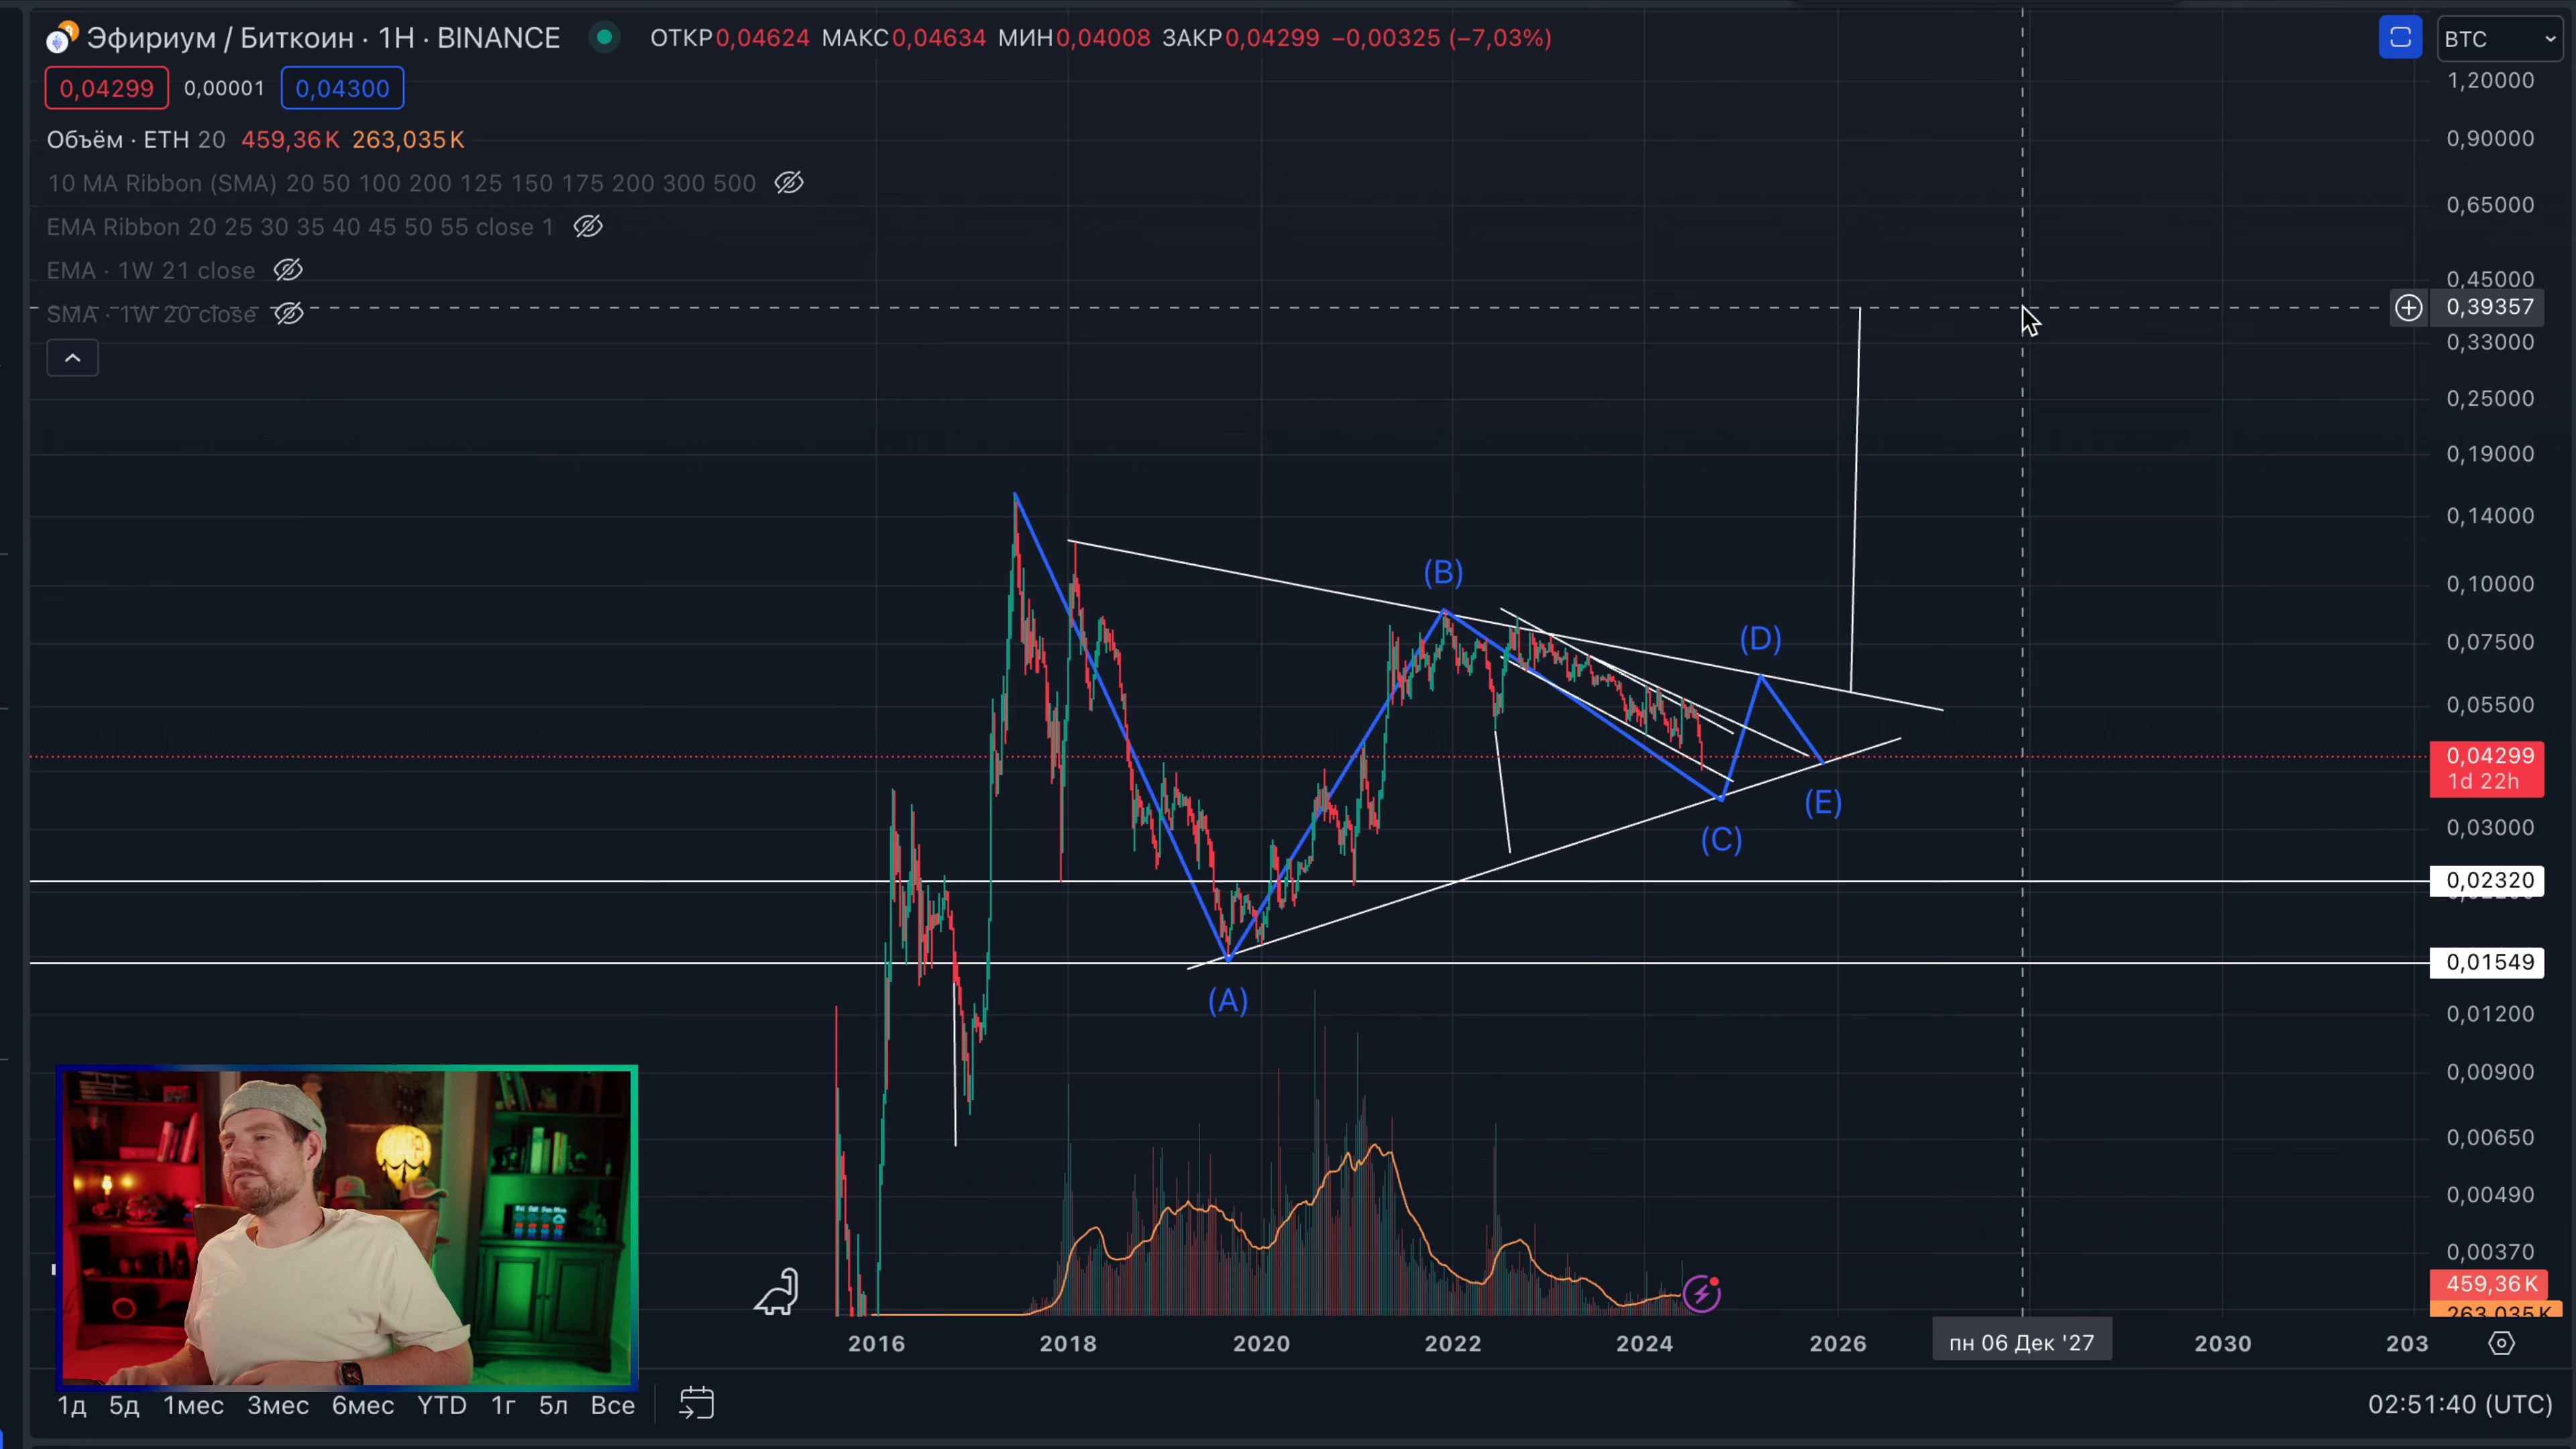 Эфириум / Биткоин · 1Н · BINANCE ОТКР0,04624 МАКС0,04634 МИН0,04008 ЗАКР0,04299 −0,00325 (−7,03%)
BTC
0,04299 0,00001 0,04300
Объём · ETH 20 459,36K 263,035K
10 MA Ribbon (SMA) 20 50 100 200 125 150 175 200 300 500
EMA Ribbon 20 25 30 35 40 45 50 55 close 1
EMA · 1W 21 close
SMA · 1W 20 close
1,20000
0,90000
0,65000
0,45000
0,39357
0,33000
0,25000
0,19000
0,14000
0,10000
0,07500
0,05500
0,04299
1d 22h
0,03000
0,02320
0,01549
0,01200
0,00900
0,00650
0,00490
0,00370
459,36K
263,035K
(B)
(D)
(E)
(C)
(A)
2016 2018 2020 2022 2024 2026 пн 06 Дек '27 2030 203
1д 5д 1мес 3мес 6мес YTD 1г 5л Все
02:51:40 (UTC)